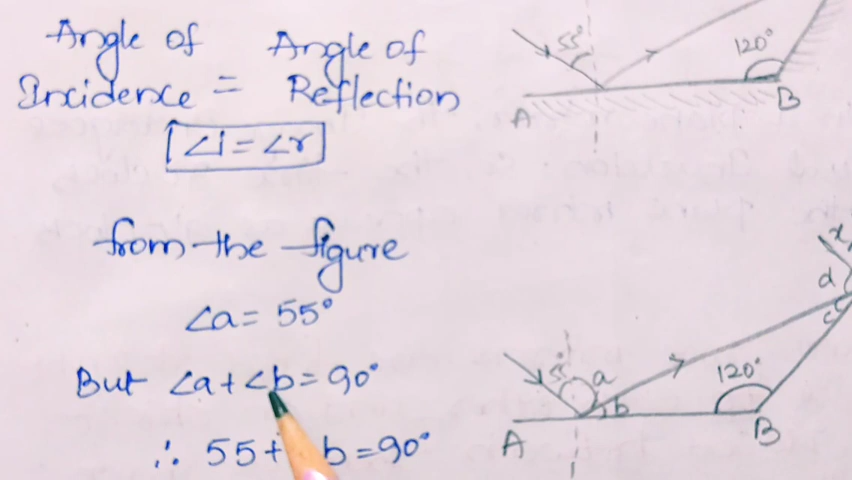 Angle of Angle of
Incidence = Reflection
∠i = ∠r
from the figure
∠a = 55°
But ∠a + ∠b = 90°
∴ 55 + b = 90°
55°
120°
A
B
x
d
c
55°
a
b
120°
A
B